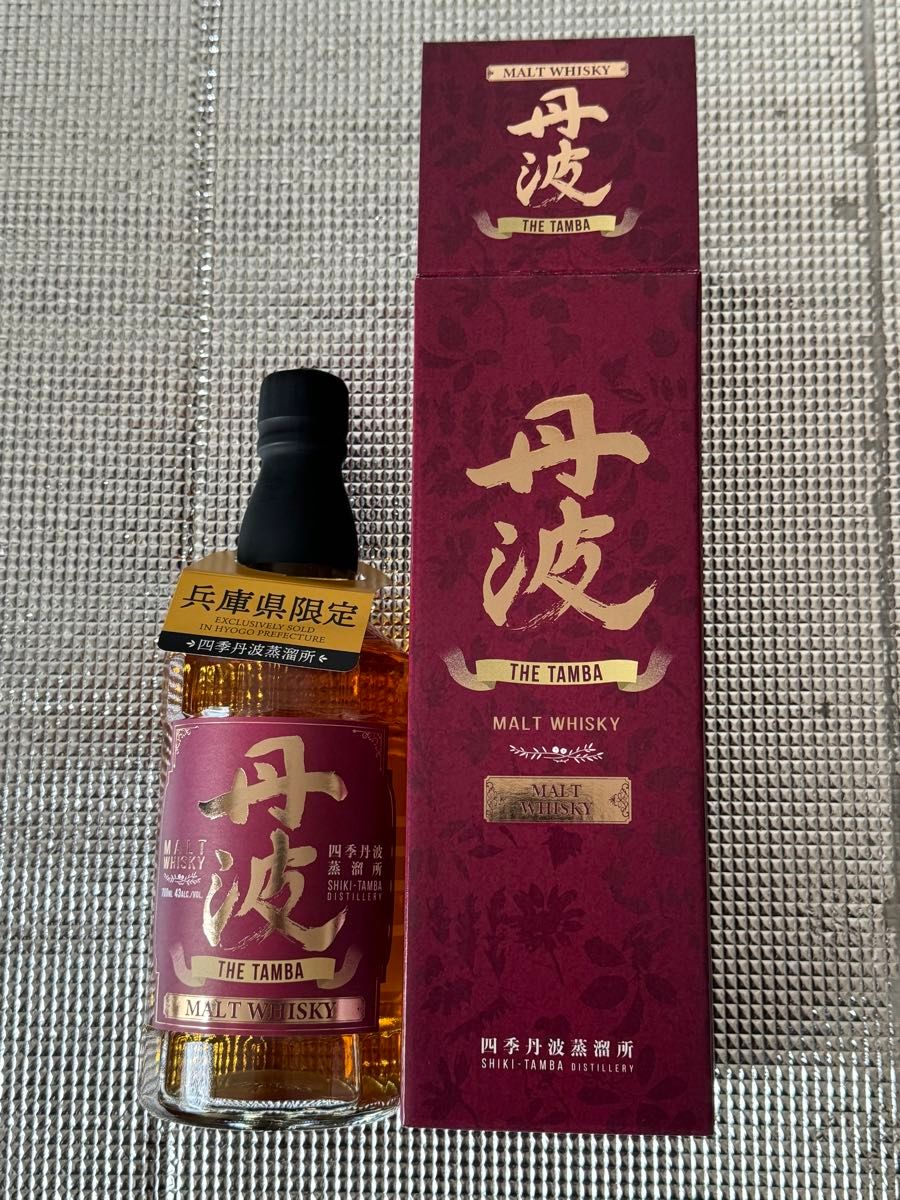 MALT WHISKY
丹波
THE TAMBA
丹波
THE TAMBA
MALT WHISKY
MALT
WHISKY
四季丹波蒸溜所
SHIKI-TAMBA DISTILLERY
兵庫県限定
EXCLUSIVELY SOLD
IN HYOGO PREFECTURE
四季丹波蒸溜所
丹波
MALT
WHISKY
700ML 43ALC/VOL.
四季丹波
蒸溜所
SHIKI-TAMBA
DISTILLERY
THE TAMBA
MALT WHISKY